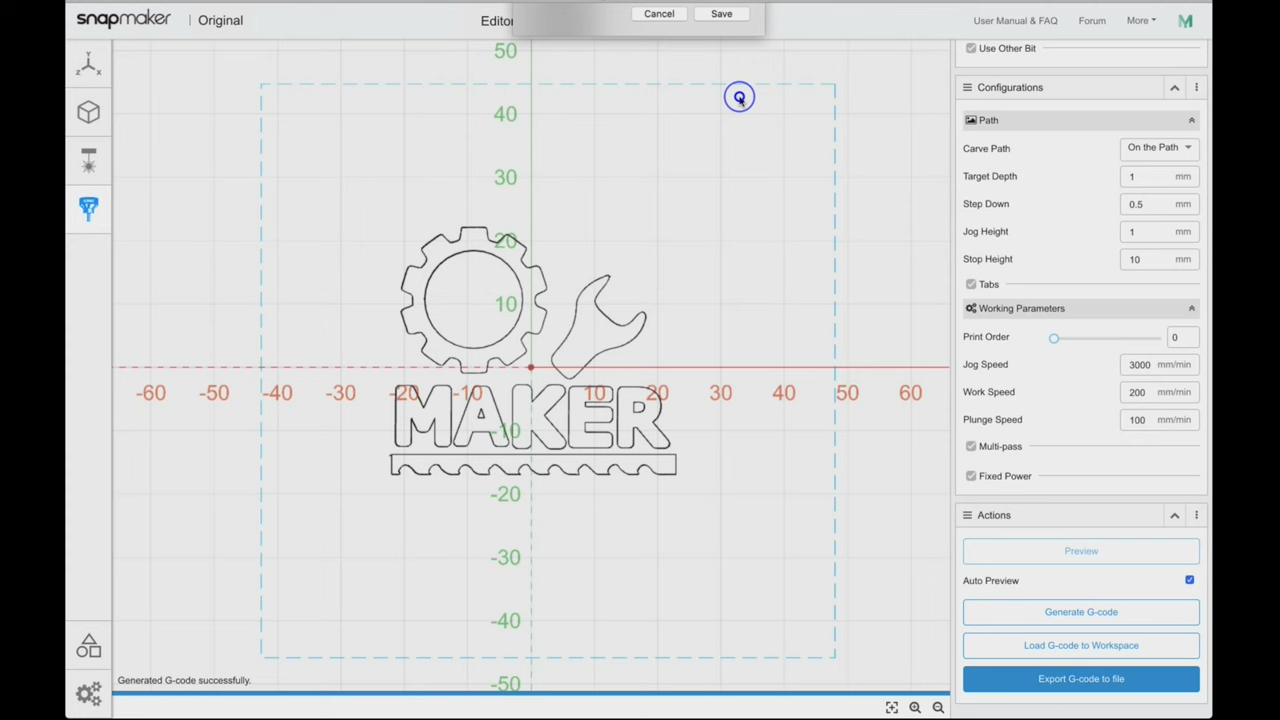 snapmaker
Original
Editor
Cancel
Save
User Manual & FAQ
Forum
More
Use Other Bit
Configurations
Path
Carve Path
On the Path
Target Depth
1 mm
Step Down
0.5 mm
Jog Height
1 mm
Stop Height
10 mm
Tabs
Working Parameters
Print Order
0
Jog Speed
3000 mm/min
Work Speed
200 mm/min
Plunge Speed
100 mm/min
Multi-pass
Fixed Power
Actions
Preview
Auto Preview
Generate G-code
Load G-code to Workspace
Export G-code to file
50
40
30
20
10
-60 -50 -40 -30 -20 -10 10 20 30 40 50 60
MAKER
-10
-20
-30
-40
-50
Generated G-code successfully.
Y
Z X
CNC